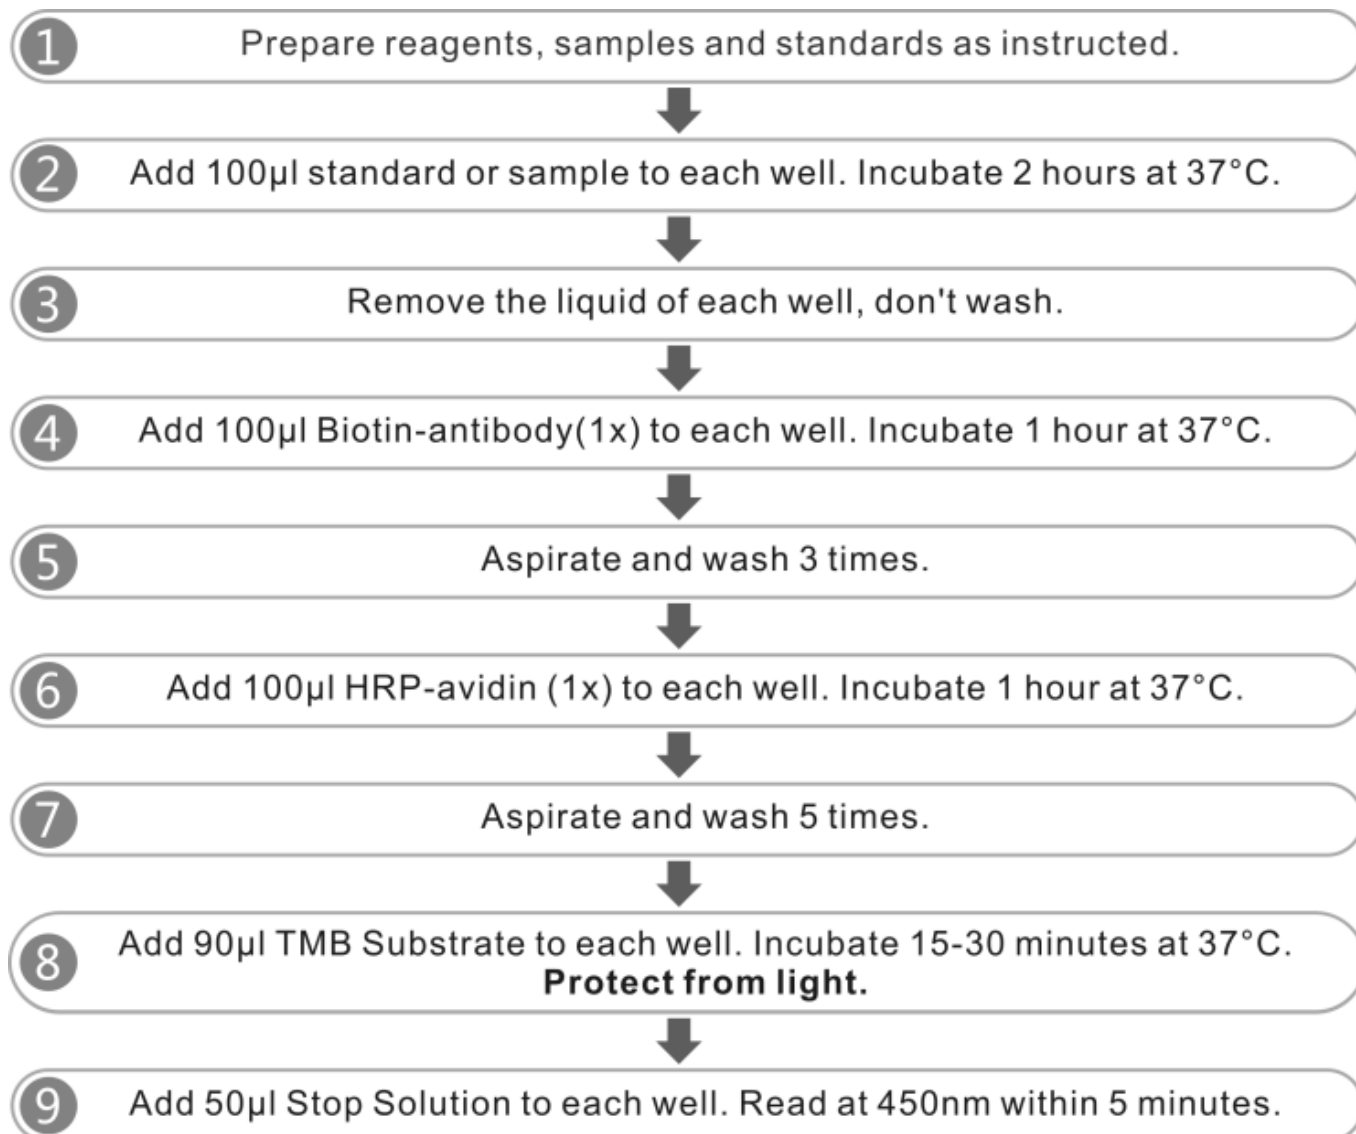 1 Prepare reagents, samples and standards as instructed.
2 Add 100μl standard or sample to each well. Incubate 2 hours at 37°C.
3 Remove the liquid of each well, don't wash.
4 Add 100μl Biotin-antibody(1x) to each well. Incubate 1 hour at 37°C.
5 Aspirate and wash 3 times.
6 Add 100μl HRP-avidin (1x) to each well. Incubate 1 hour at 37°C.
7 Aspirate and wash 5 times.
8 Add 90μl TMB Substrate to each well. Incubate 15-30 minutes at 37°C.
Protect from light.
9 Add 50μl Stop Solution to each well. Read at 450nm within 5 minutes.